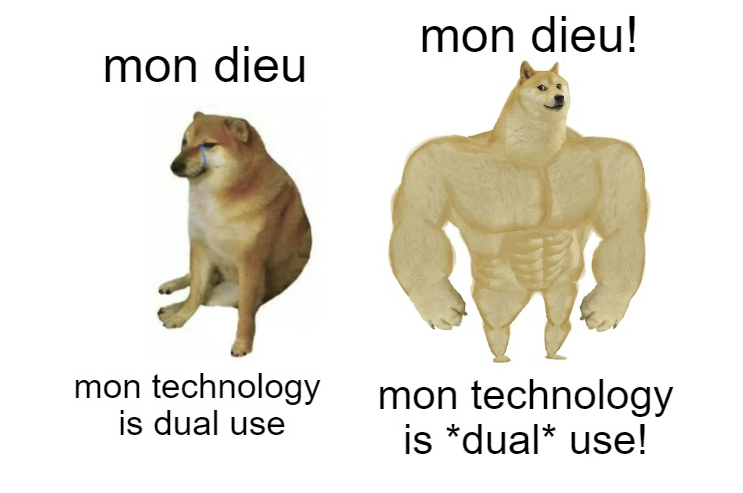 mon dieu
mon technology
is dual use
mon dieu!
mon technology
is *dual* use!